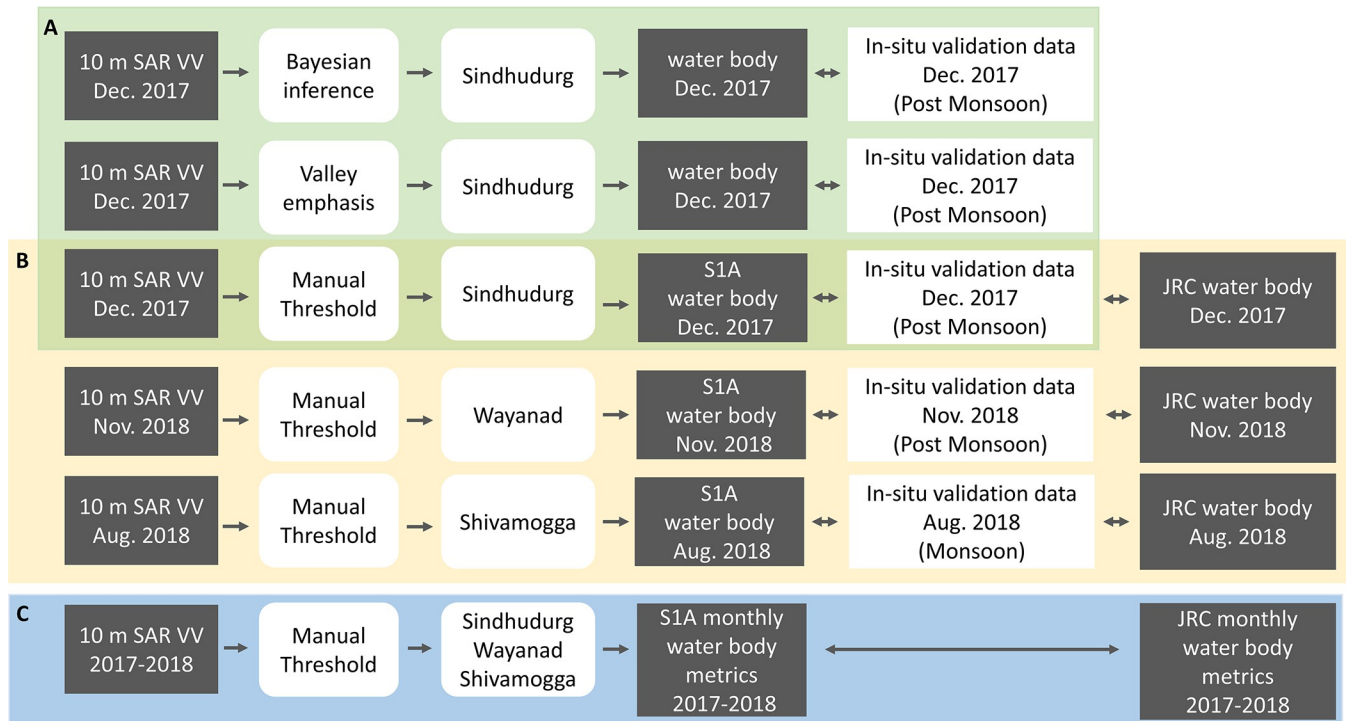 A
10 m SAR VV
Dec. 2017
Bayesian
inference
Sindhudurg
water body
Dec. 2017
In-situ validation data
Dec. 2017
(Post Monsoon)
10 m SAR VV
Dec. 2017
Valley
emphasis
Sindhudurg
water body
Dec. 2017
In-situ validation data
Dec. 2017
(Post Monsoon)
B
10 m SAR VV
Dec. 2017
Manual
Threshold
Sindhudurg
S1A
water body
Dec. 2017
In-situ validation data
Dec. 2017
(Post Monsoon)
JRC water body
Dec. 2017
10 m SAR VV
Nov. 2018
Manual
Threshold
Wayanad
S1A
water body
Nov. 2018
In-situ validation data
Nov. 2018
(Post Monsoon)
JRC water body
Nov. 2018
10 m SAR VV
Aug. 2018
Manual
Threshold
Shivamogga
S1A
water body
Aug. 2018
In-situ validation data
Aug. 2018
(Monsoon)
JRC water body
Aug. 2018
C
10 m SAR VV
2017-2018
Manual
Threshold
Sindhudurg
Wayanad
Shivamogga
S1A monthly
water body
metrics
2017-2018
JRC monthly
water body
metrics
2017-2018